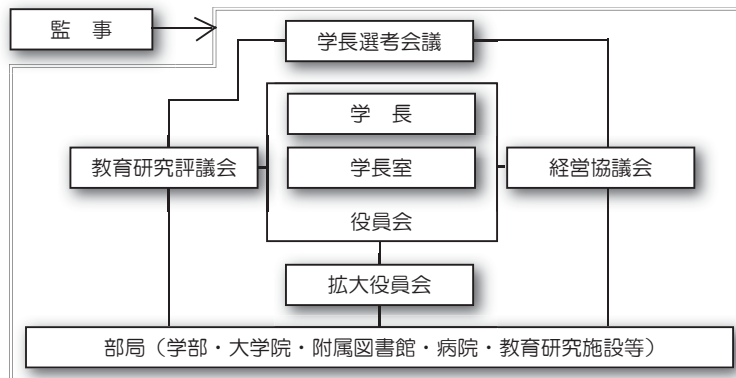 監　事
学長選考会議
学　長
教育研究評議会
学長室
経営協議会
役員会
拡大役員会
部局（学部・大学院・附属図書館・病院・教育研究施設等）